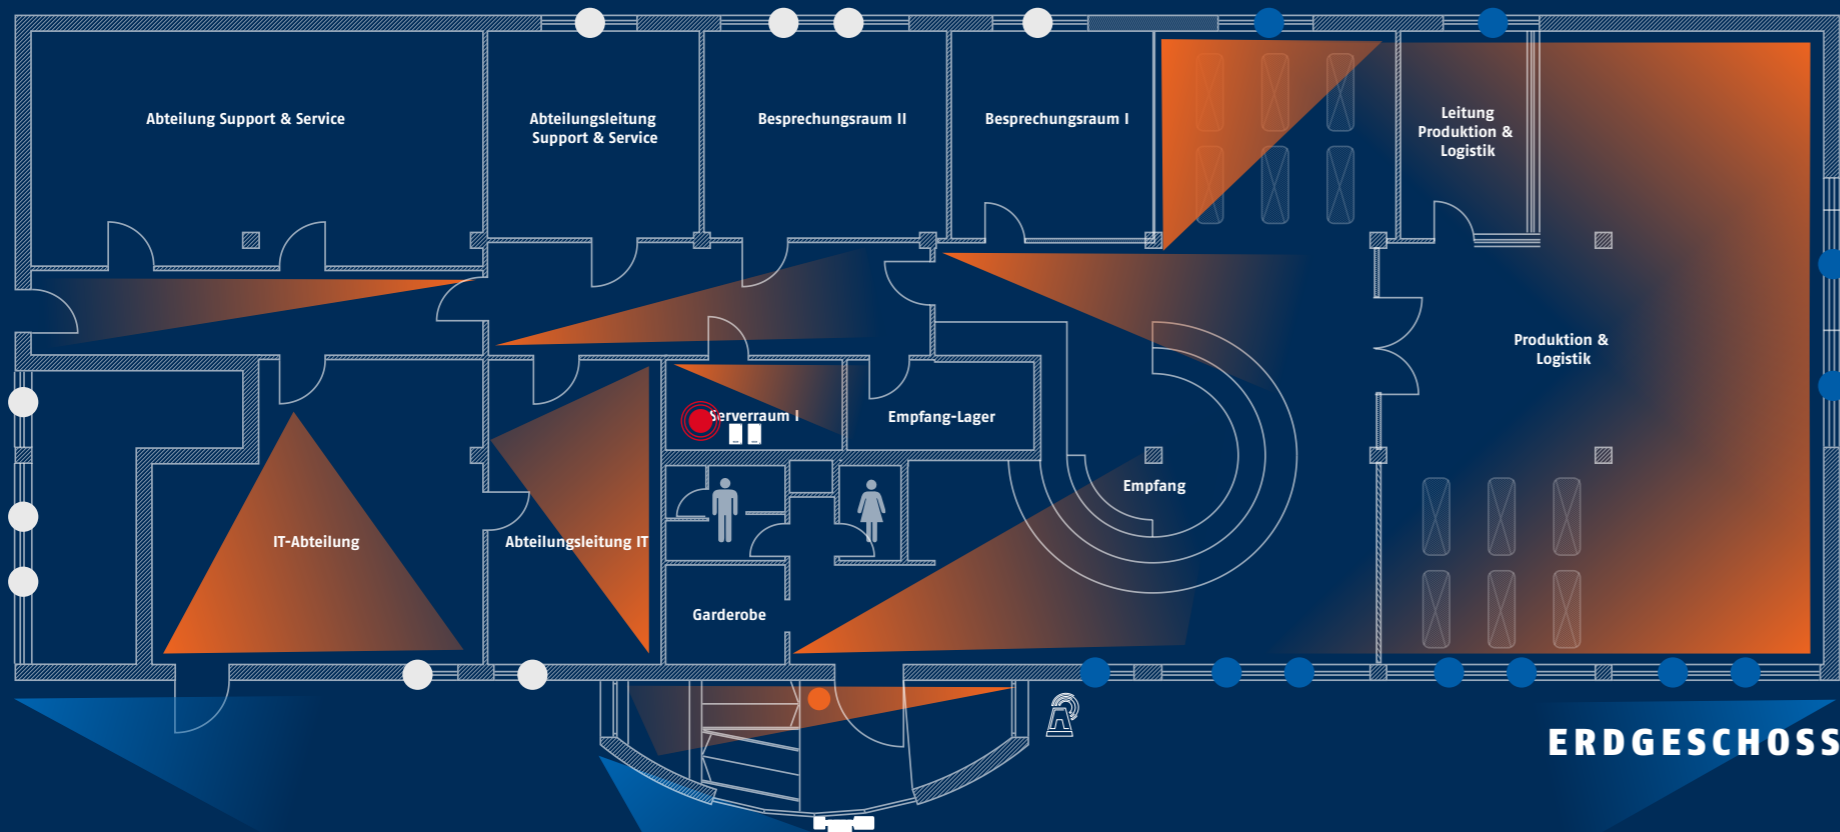 Abteilung Support & Service
Abteilungsleitung
Support & Service
Besprechungsraum II
Besprechungsraum I
Leitung
Produktion &
Logistik
Produktion &
Logistik
Serverraum I
Empfang-Lager
Empfang
IT-Abteilung
Abteilungsleitung IT
Garderobe
ERDGESCHOSS